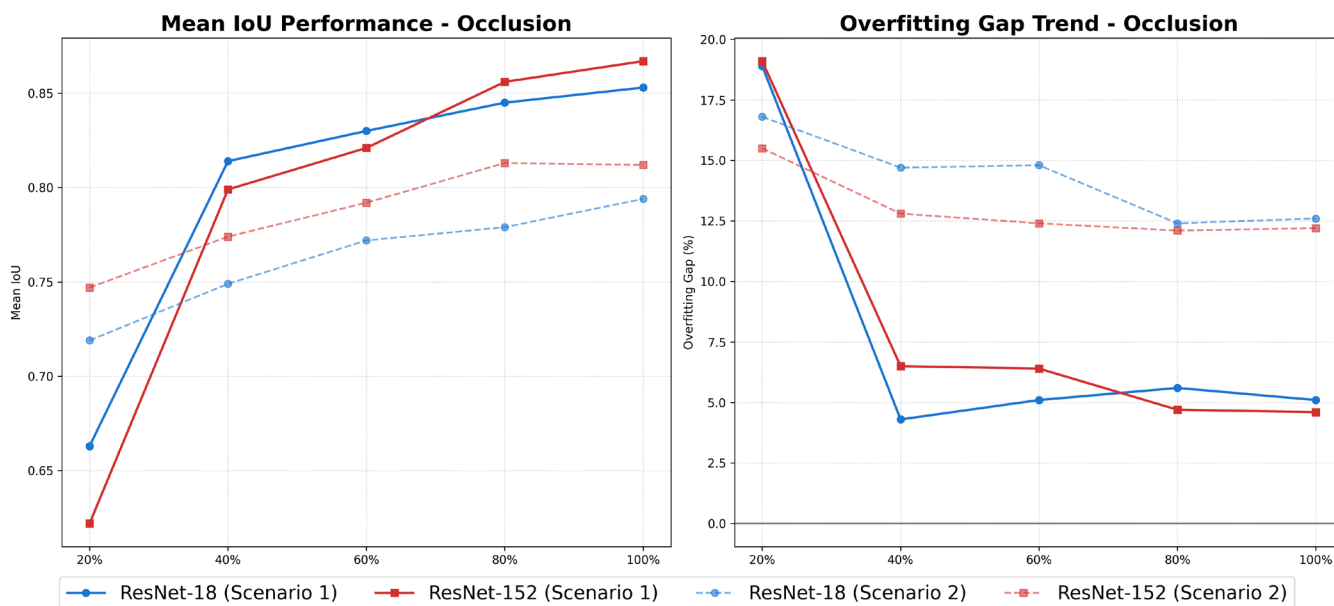 Mean IoU Performance - Occlusion
Mean IoU
0.85
0.80
0.75
0.70
0.65
20% 40% 60% 80% 100%
Overfitting Gap Trend - Occlusion
Overfitting Gap (%)
20.0
17.5
15.0
12.5
10.0
7.5
5.0
2.5
0.0
20% 40% 60% 80% 100%
ResNet-18 (Scenario 1) ResNet-152 (Scenario 1) ResNet-18 (Scenario 2) ResNet-152 (Scenario 2)